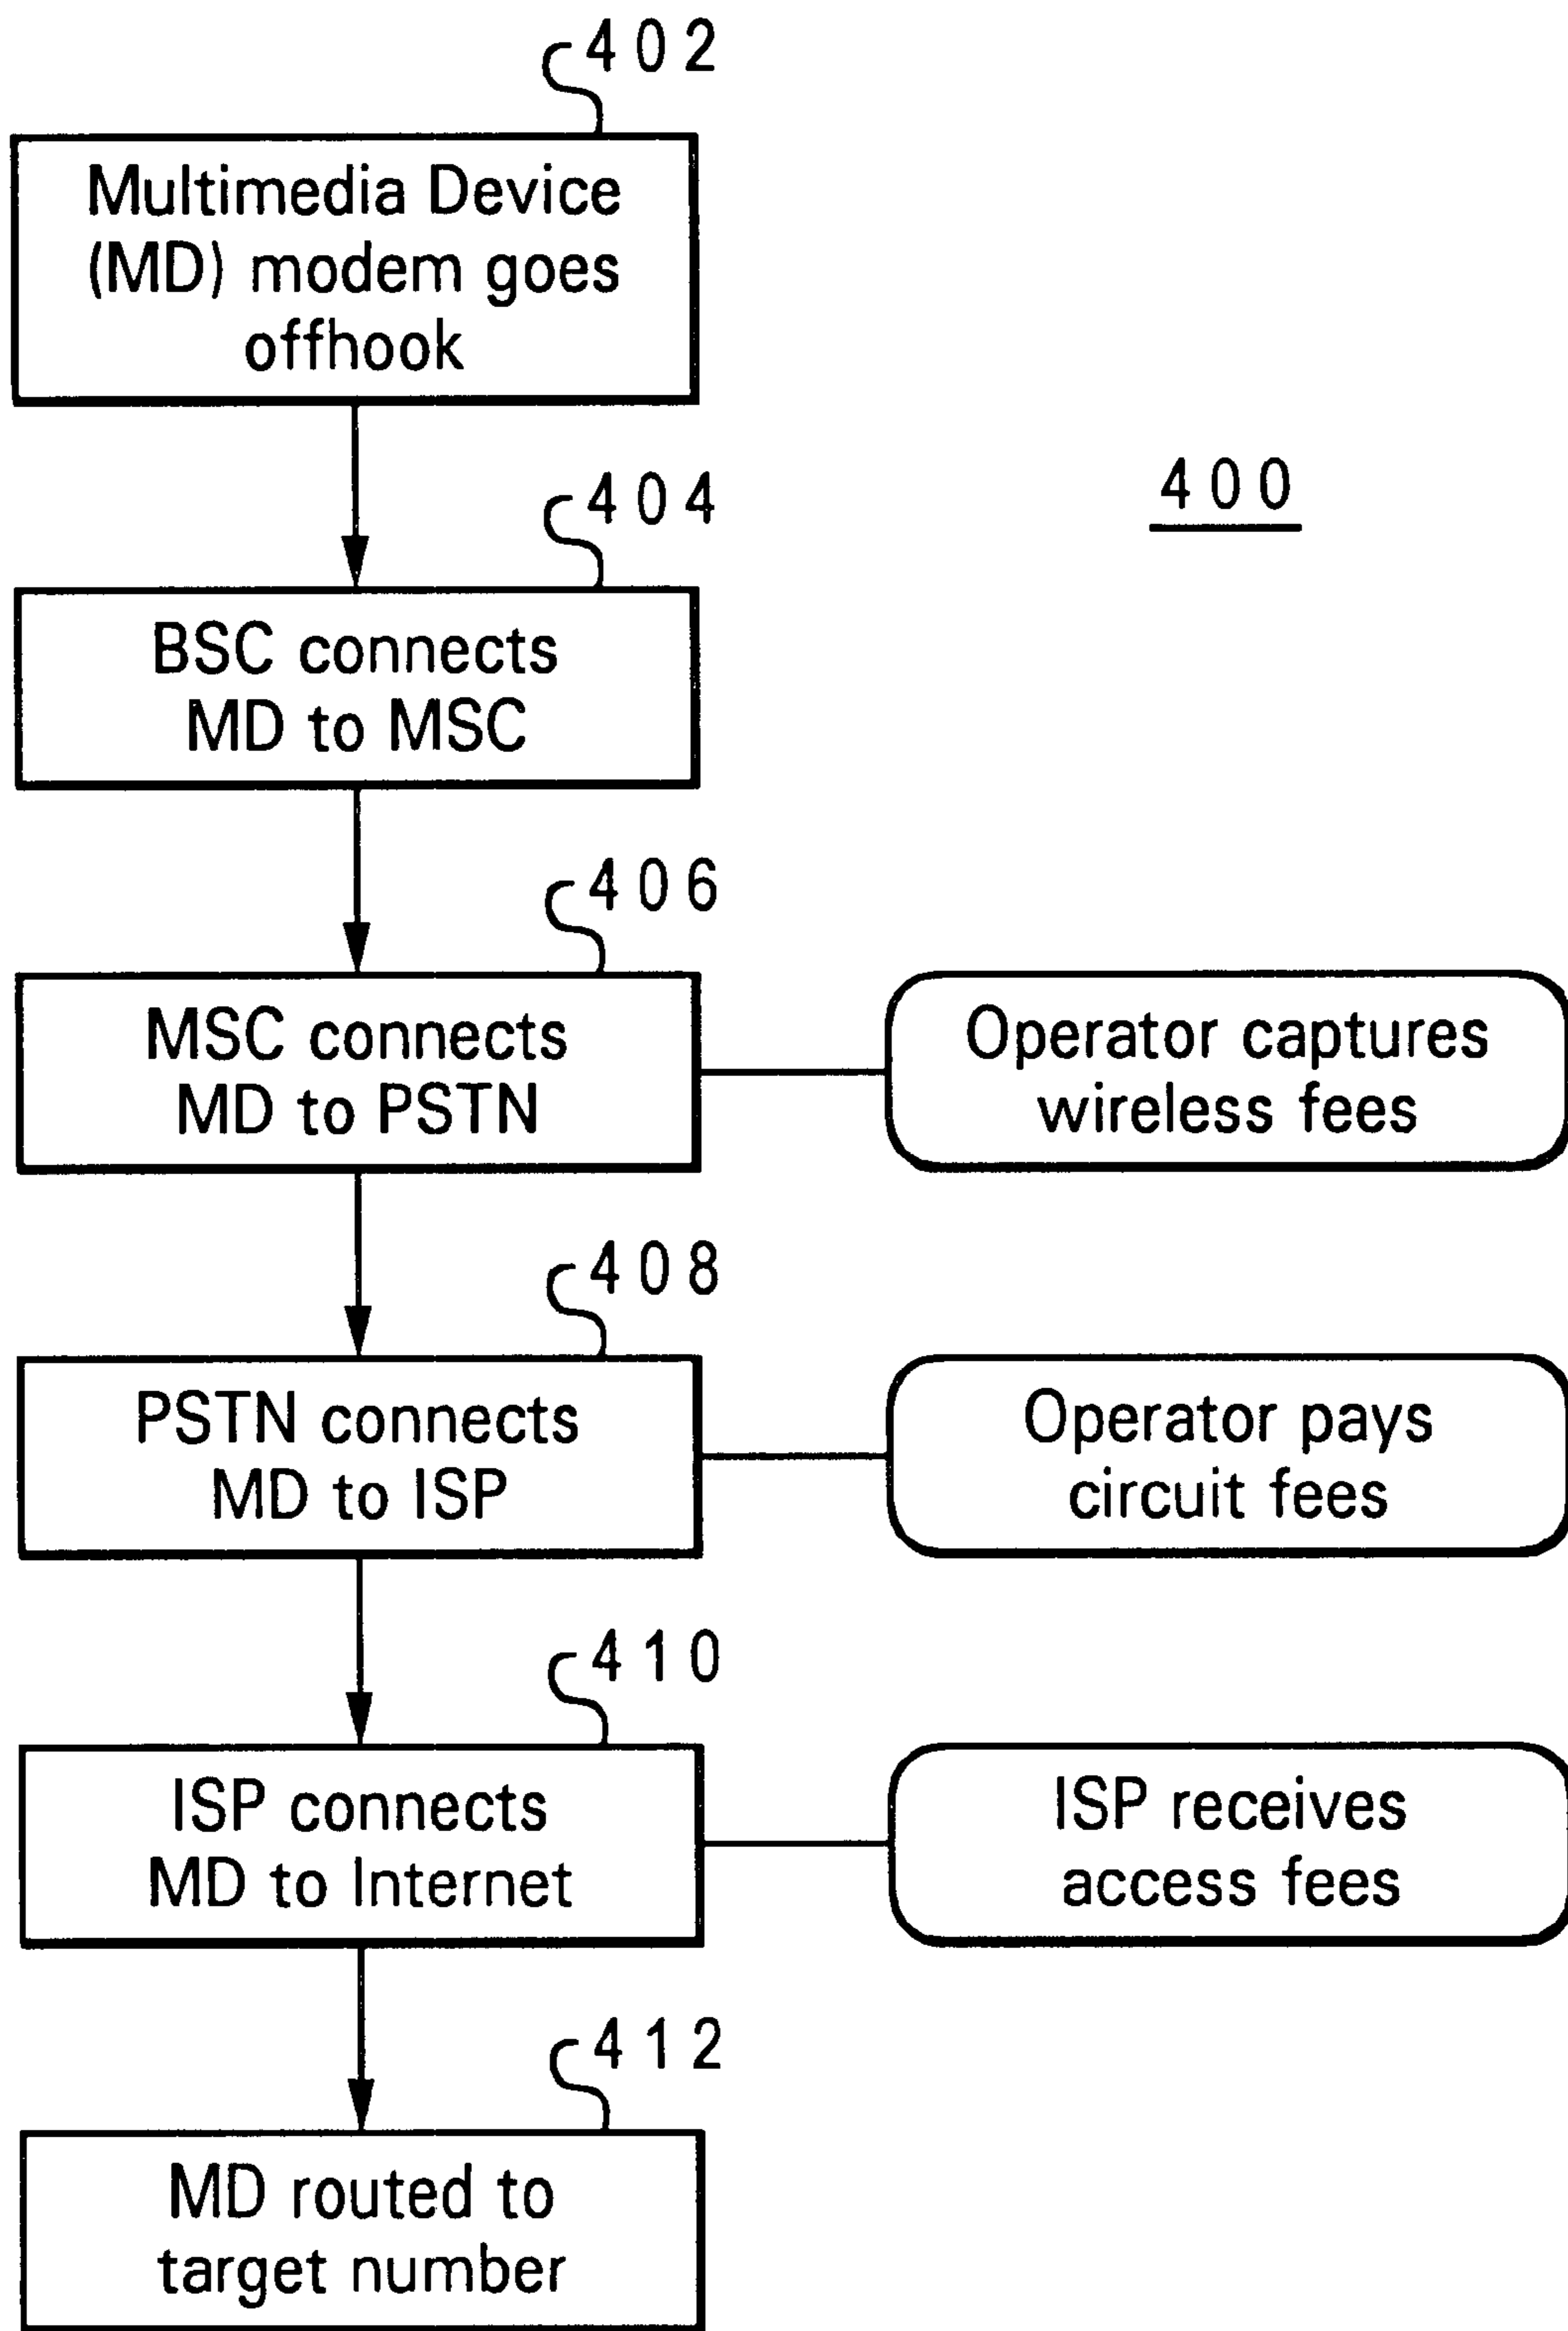 402
Multimedia Device
(MD) modem goes
offhook
400
404
BSC connects
MD to MSC
406
MSC connects
MD to PSTN
Operator captures
wireless fees
408
PSTN connects
MD to ISP
Operator pays
circuit fees
410
ISP connects
MD to Internet
ISP receives
access fees
412
MD routed to
target number